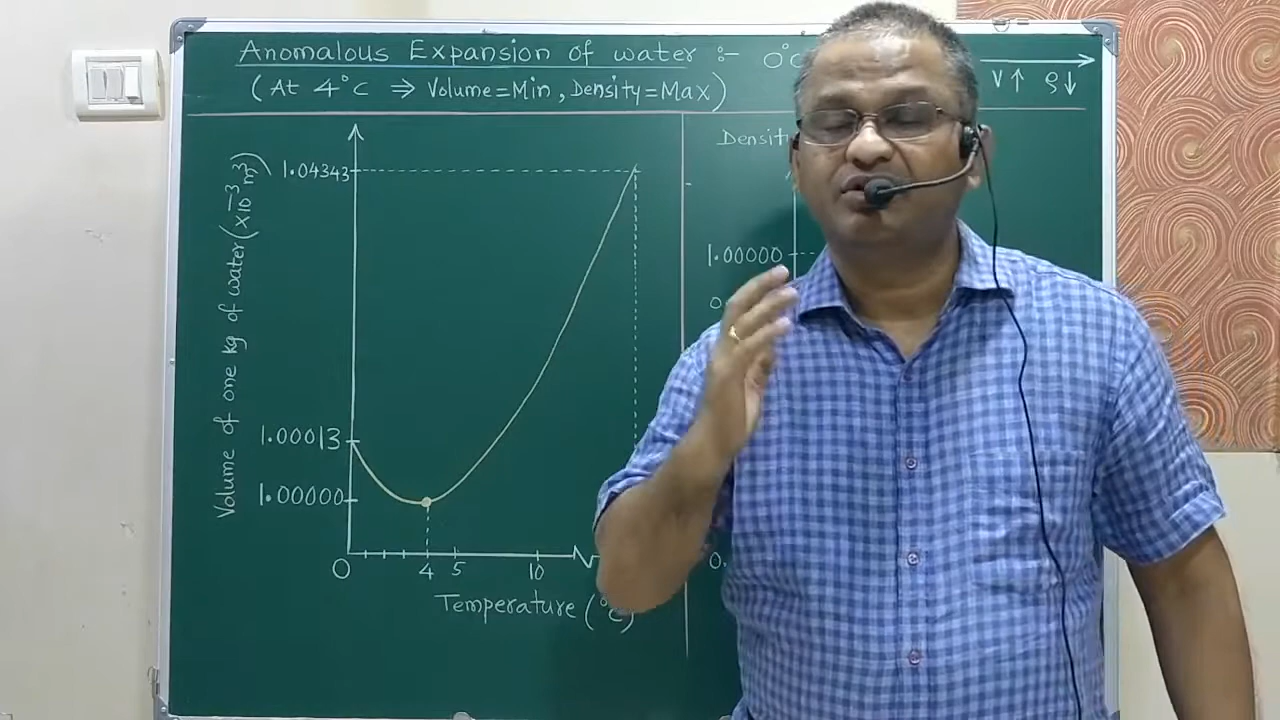 Anomalous Expansion of water :- 0°C
(At 4°C ⇒ Volume=Min, Density=Max)
V↑ ρ↓
Volume of one kg of water (×10⁻³ m³)
1.04343
1.00013
1.00000
0 4 5 10
Temperature (°C)
1.00000